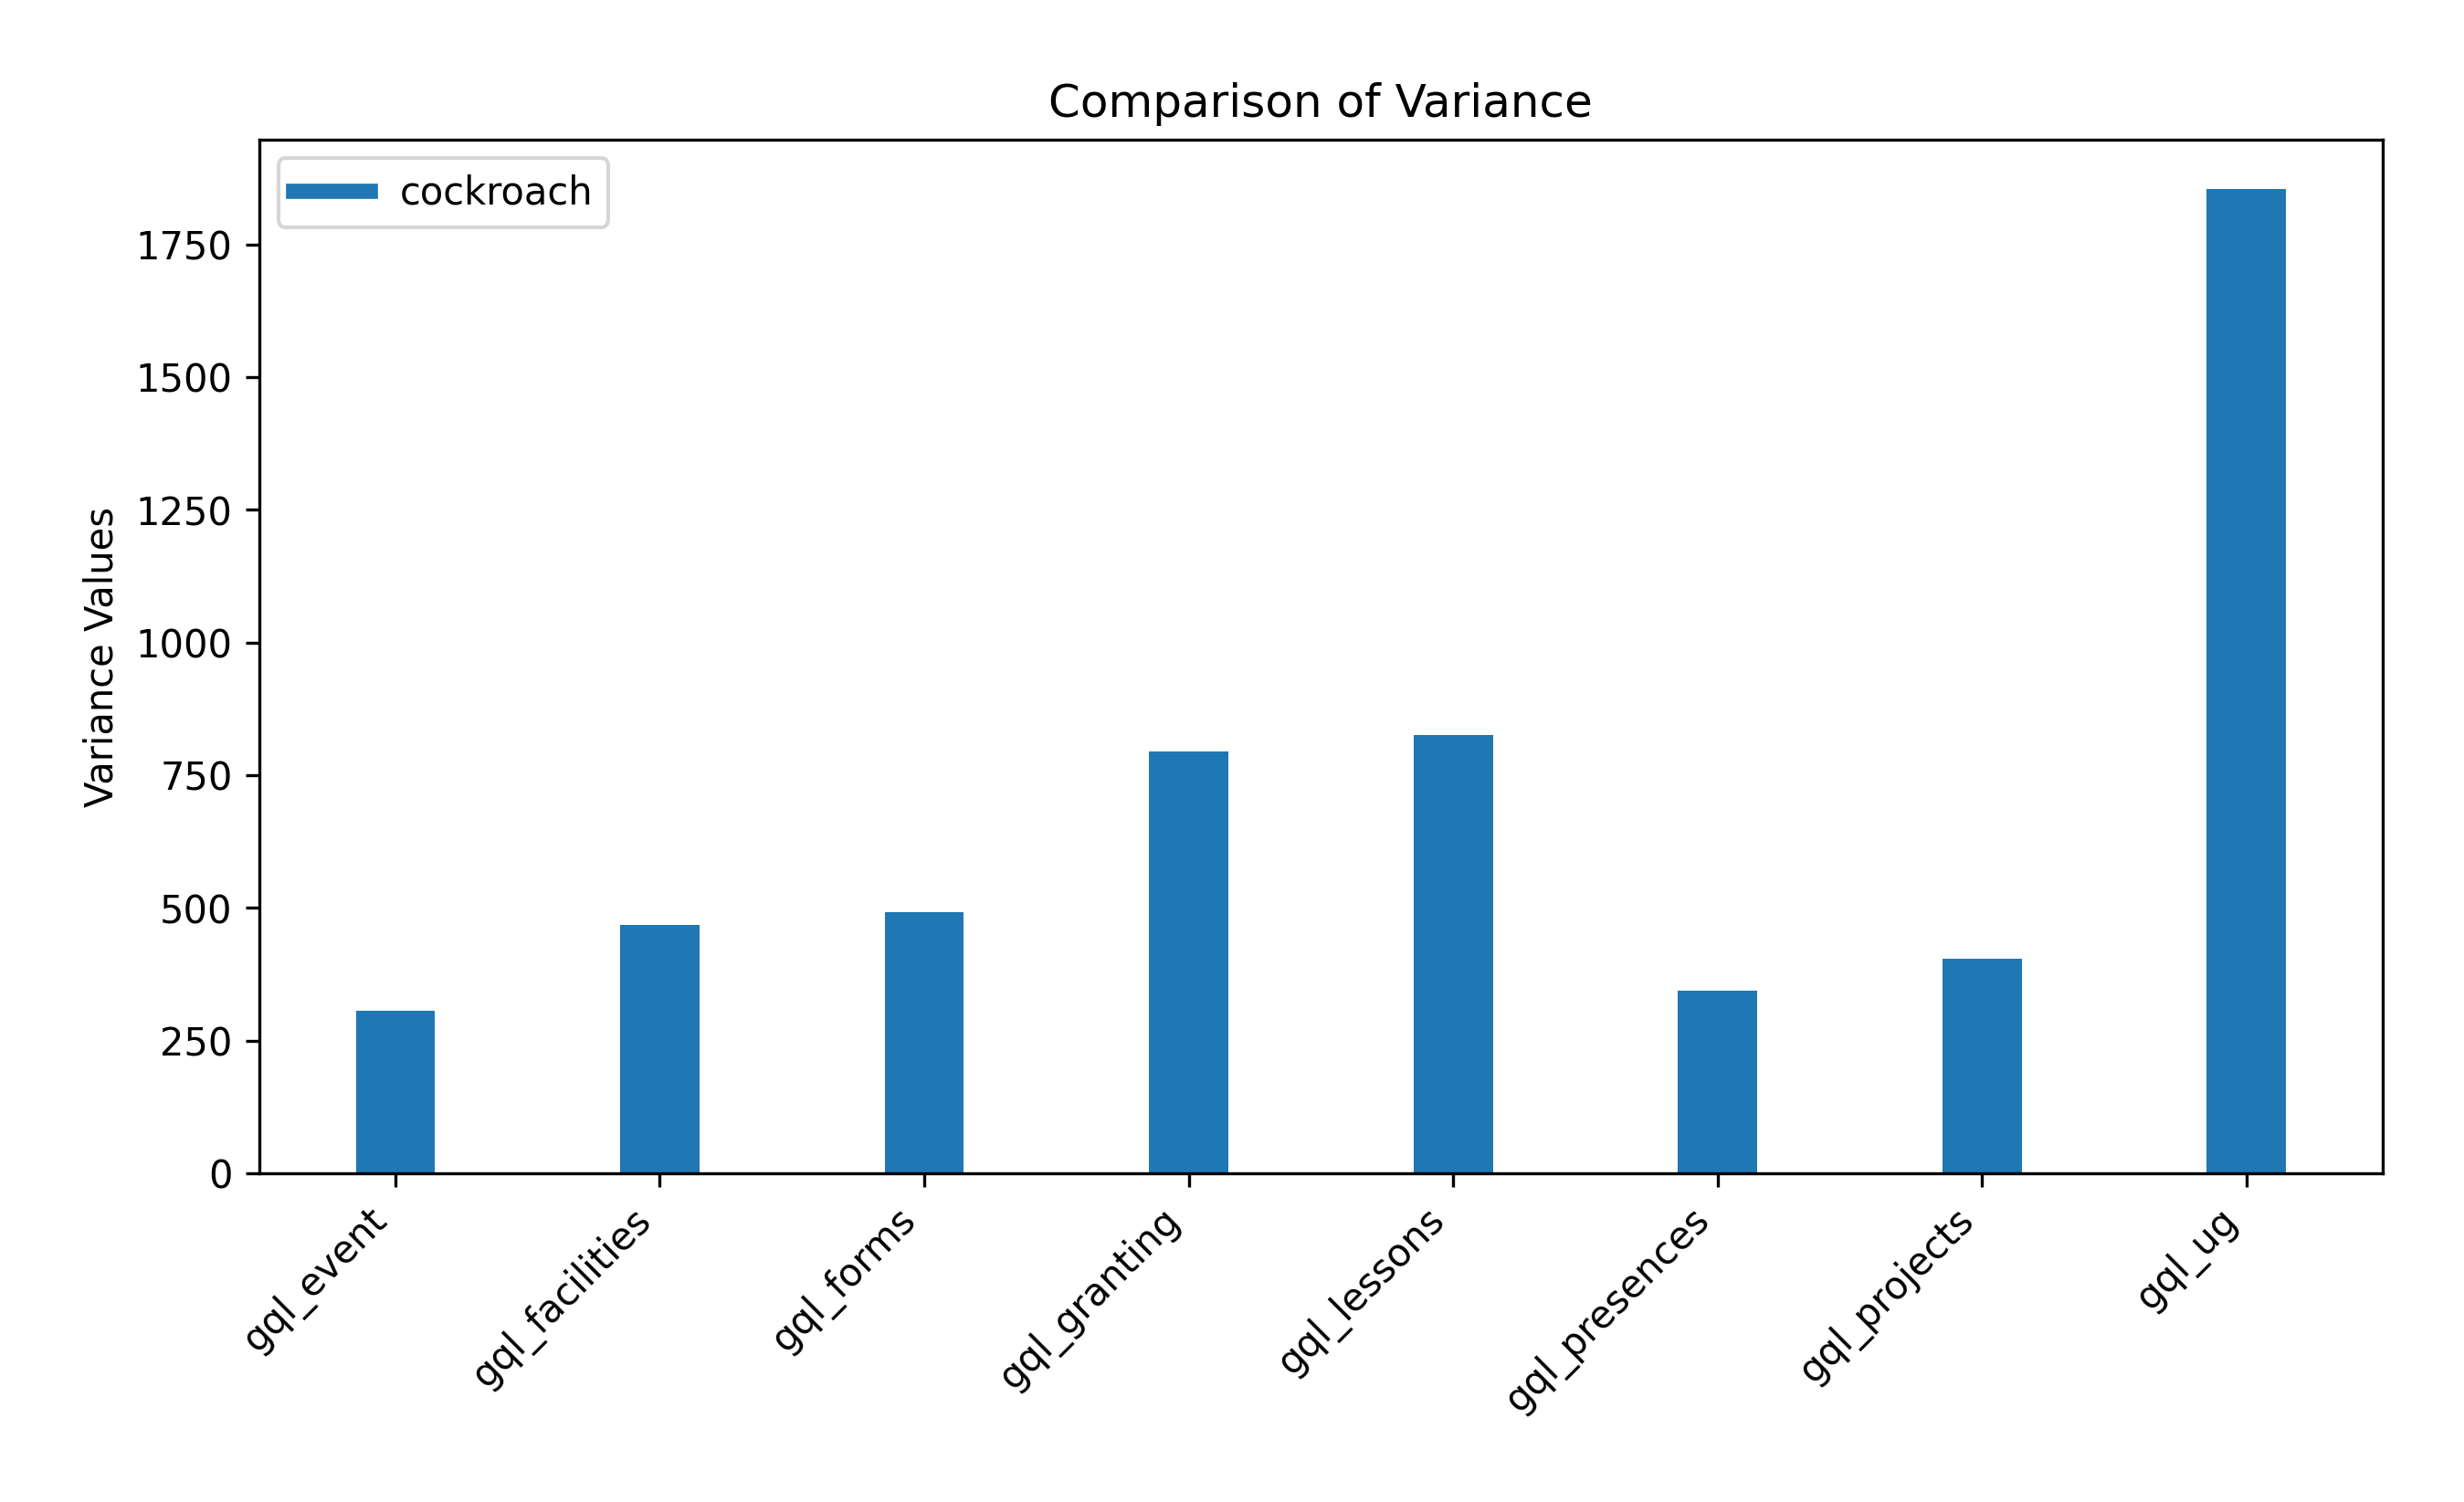 Comparison of Variance
cockroach
Variance Values
1750
1500
1250
1000
750
500
250
0
gql_event
gql_facilities
gql_forms
gql_granting
gql_lessons
gql_presences
gql_projects
gql_ug